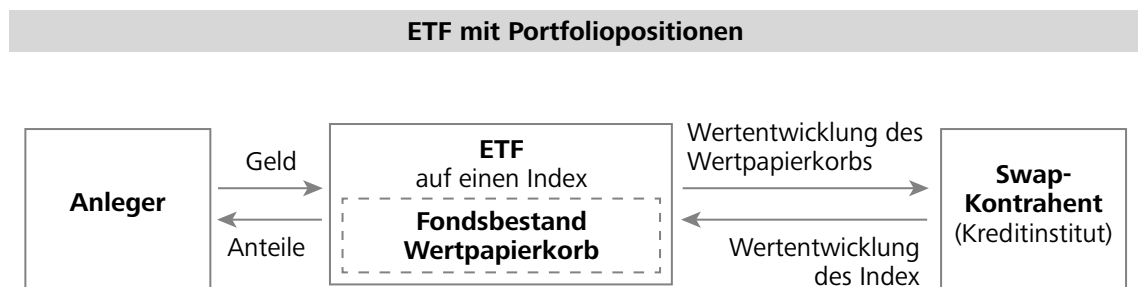 ETF mit Portfoliopositionen
Anleger
Geld
Anteile
ETF
auf einen Index
Fondsbestand
Wertpapierkorb
Wertentwicklung des
Wertpapierkorbs
Wertentwicklung
des Index
Swap-
Kontrahent
(Kreditinstitut)